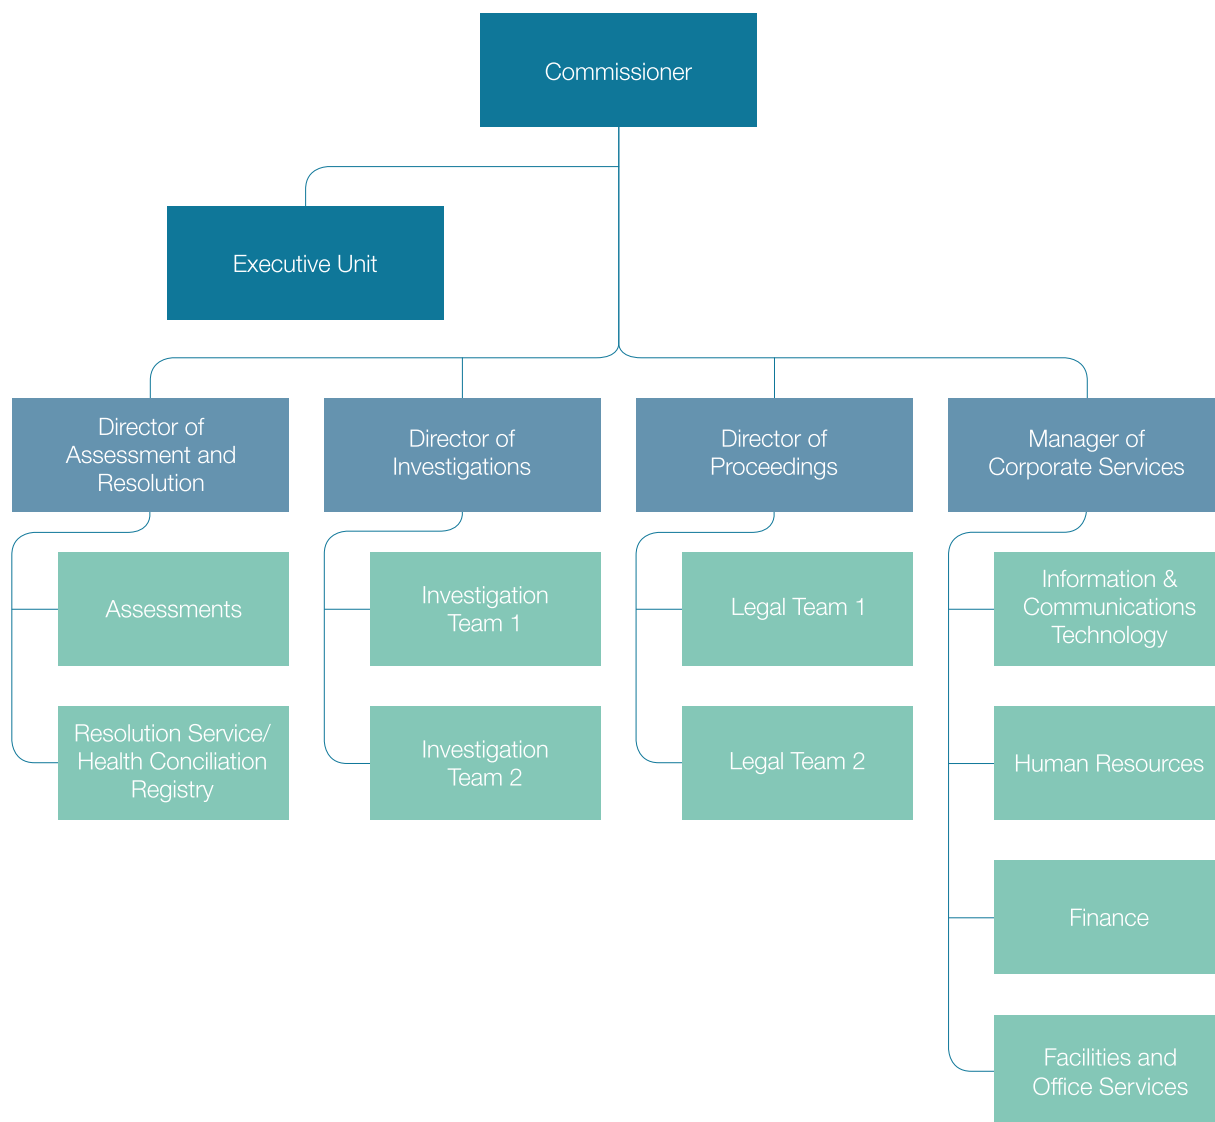 Commissioner
Executive Unit
Director of
Assessment and
Resolution
Director of
Investigations
Director of
Proceedings
Manager of
Corporate Services
Assessments
Investigation
Team 1
Legal Team 1
Information &
Communications
Technology
Resolution Service/
Health Conciliation
Registry
Investigation
Team 2
Legal Team 2
Human Resources
Finance
Facilities and
Office Services